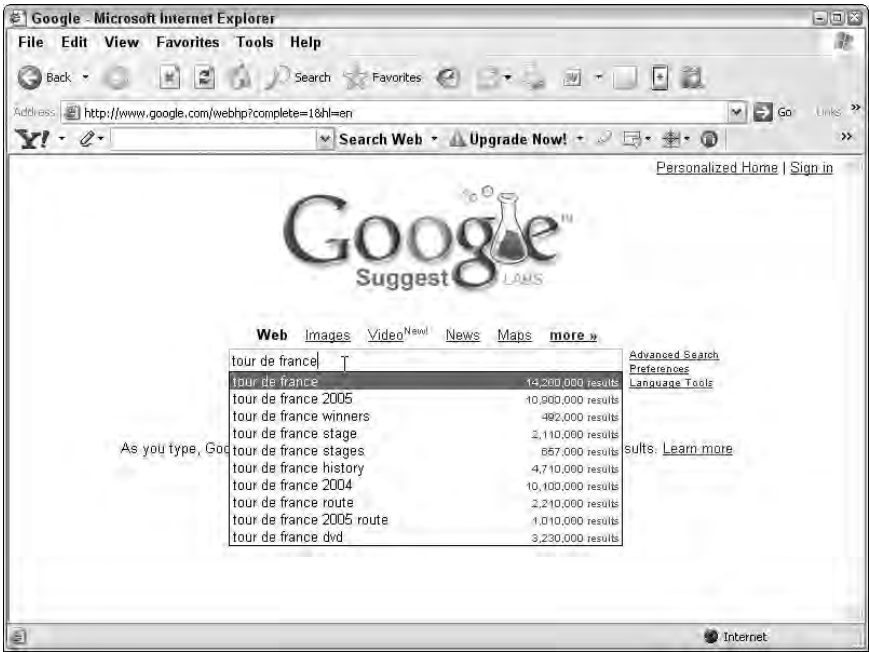 Google - Microsoft Internet Explorer
File Edit View Favorites Tools Help
Back Search Favorites
Address http://www.google.com/webhp?complete=1&hl=en Go Links »
Y! Search Web Upgrade Now! »
Personalized Home | Sign in
Google TM
Suggest LABS
Web Images Video New! News Maps more »
tour de france
Advanced Search
Preferences
Language Tools
tour de france 14,200,000 results
tour de france 2005 10,900,000 results
tour de france winners 492,000 results
tour de france stage 2,110,000 results
tour de france stages 657,000 results
tour de france history 4,710,000 results
tour de france 2004 10,100,000 results
tour de france route 2,210,000 results
tour de france 2005 route 1,010,000 results
tour de france dvd 3,230,000 results
As you type, Goo sults. Learn more
Internet